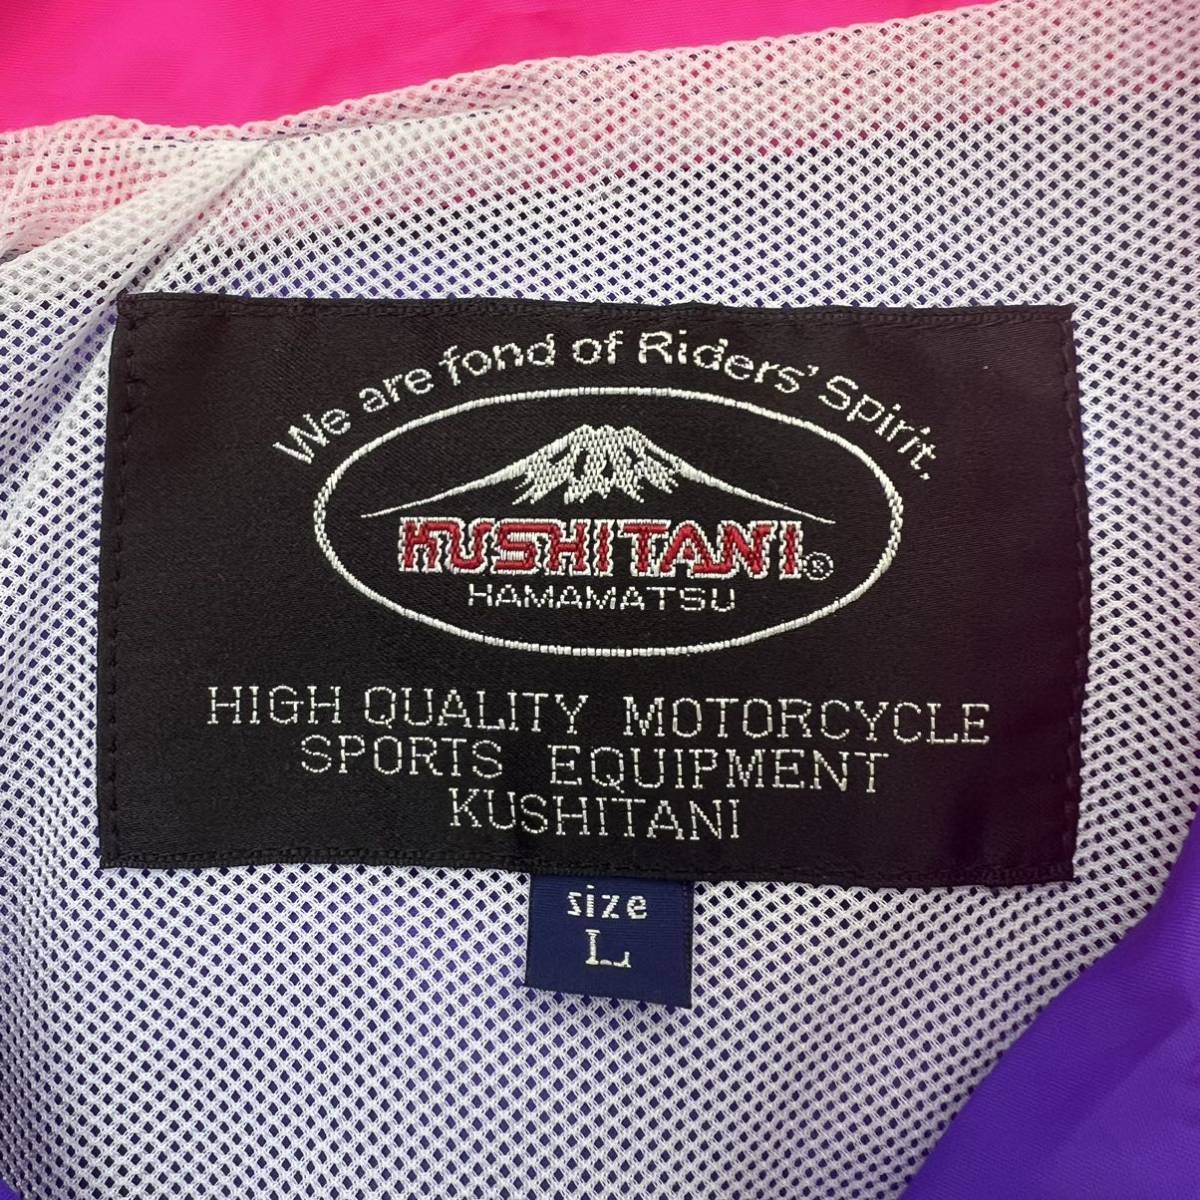 We are fond of Riders' Spirit.
KUSHITANI®
HAMAMATSU
HIGH QUALITY MOTORCYCLE
SPORTS EQUIPMENT
KUSHITANI
size
L